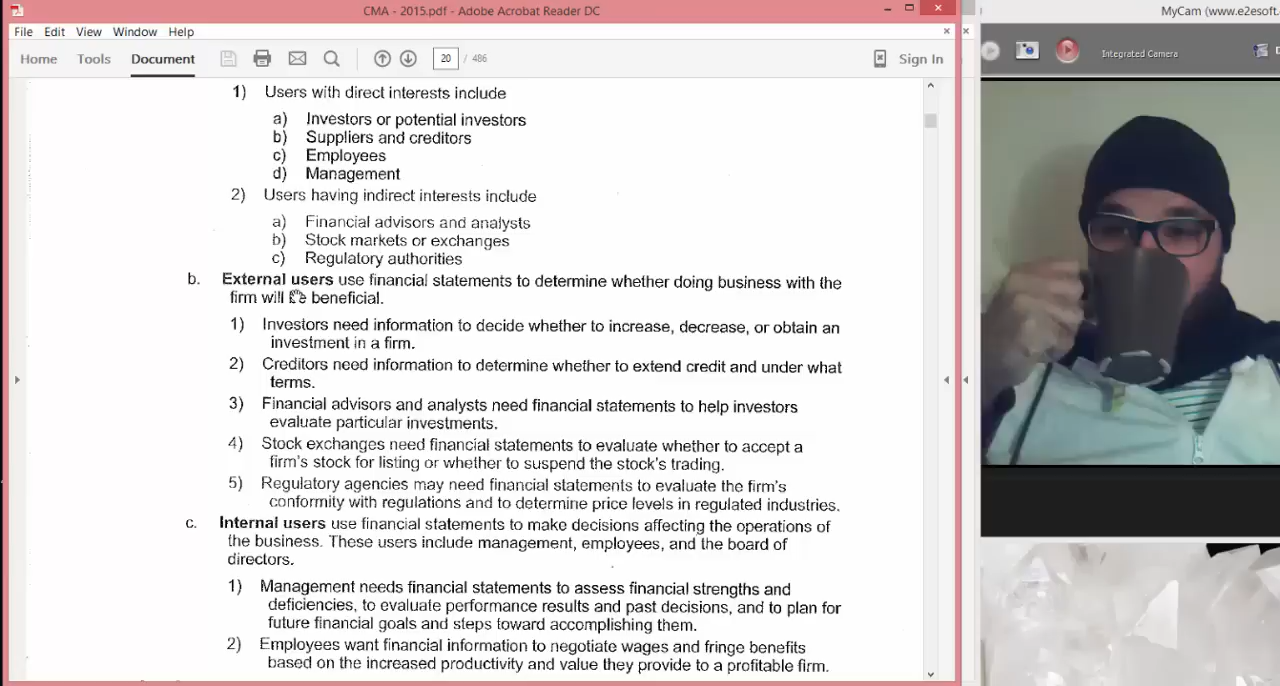 CMA - 2015.pdf - Adobe Acrobat Reader DC
MyCam (www.e2esoft.
File Edit View Window Help
Home Tools Document 20 / 486 Sign In
Integrated Camera
1) Users with direct interests include
a) Investors or potential investors
b) Suppliers and creditors
c) Employees
d) Management
2) Users having indirect interests include
a) Financial advisors and analysts
b) Stock markets or exchanges
c) Regulatory authorities
b. External users use financial statements to determine whether doing business with the
firm will be beneficial.
1) Investors need information to decide whether to increase, decrease, or obtain an
investment in a firm.
2) Creditors need information to determine whether to extend credit and under what
terms.
3) Financial advisors and analysts need financial statements to help investors
evaluate particular investments.
4) Stock exchanges need financial statements to evaluate whether to accept a
firm's stock for listing or whether to suspend the stock's trading.
5) Regulatory agencies may need financial statements to evaluate the firm's
conformity with regulations and to determine price levels in regulated industries.
c. Internal users use financial statements to make decisions affecting the operations of
the business. These users include management, employees, and the board of
directors.
1) Management needs financial statements to assess financial strengths and
deficiencies, to evaluate performance results and past decisions, and to plan for
future financial goals and steps toward accomplishing them.
2) Employees want financial information to negotiate wages and fringe benefits
based on the increased productivity and value they provide to a profitable firm.